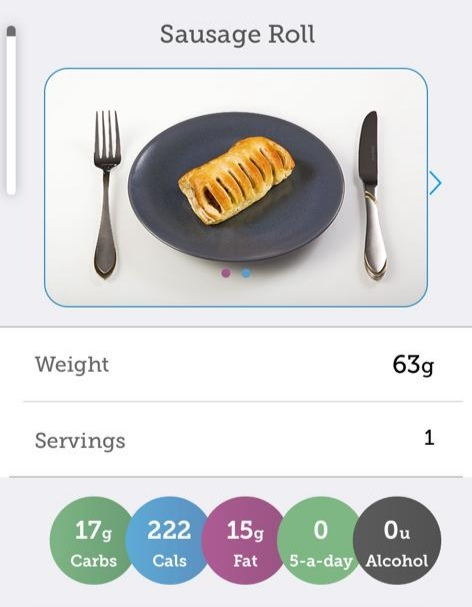 Sausage Roll
Weight 63g
Servings 1
17g 222 15g 0 0u
Carbs Cals Fat 5-a-day Alcohol